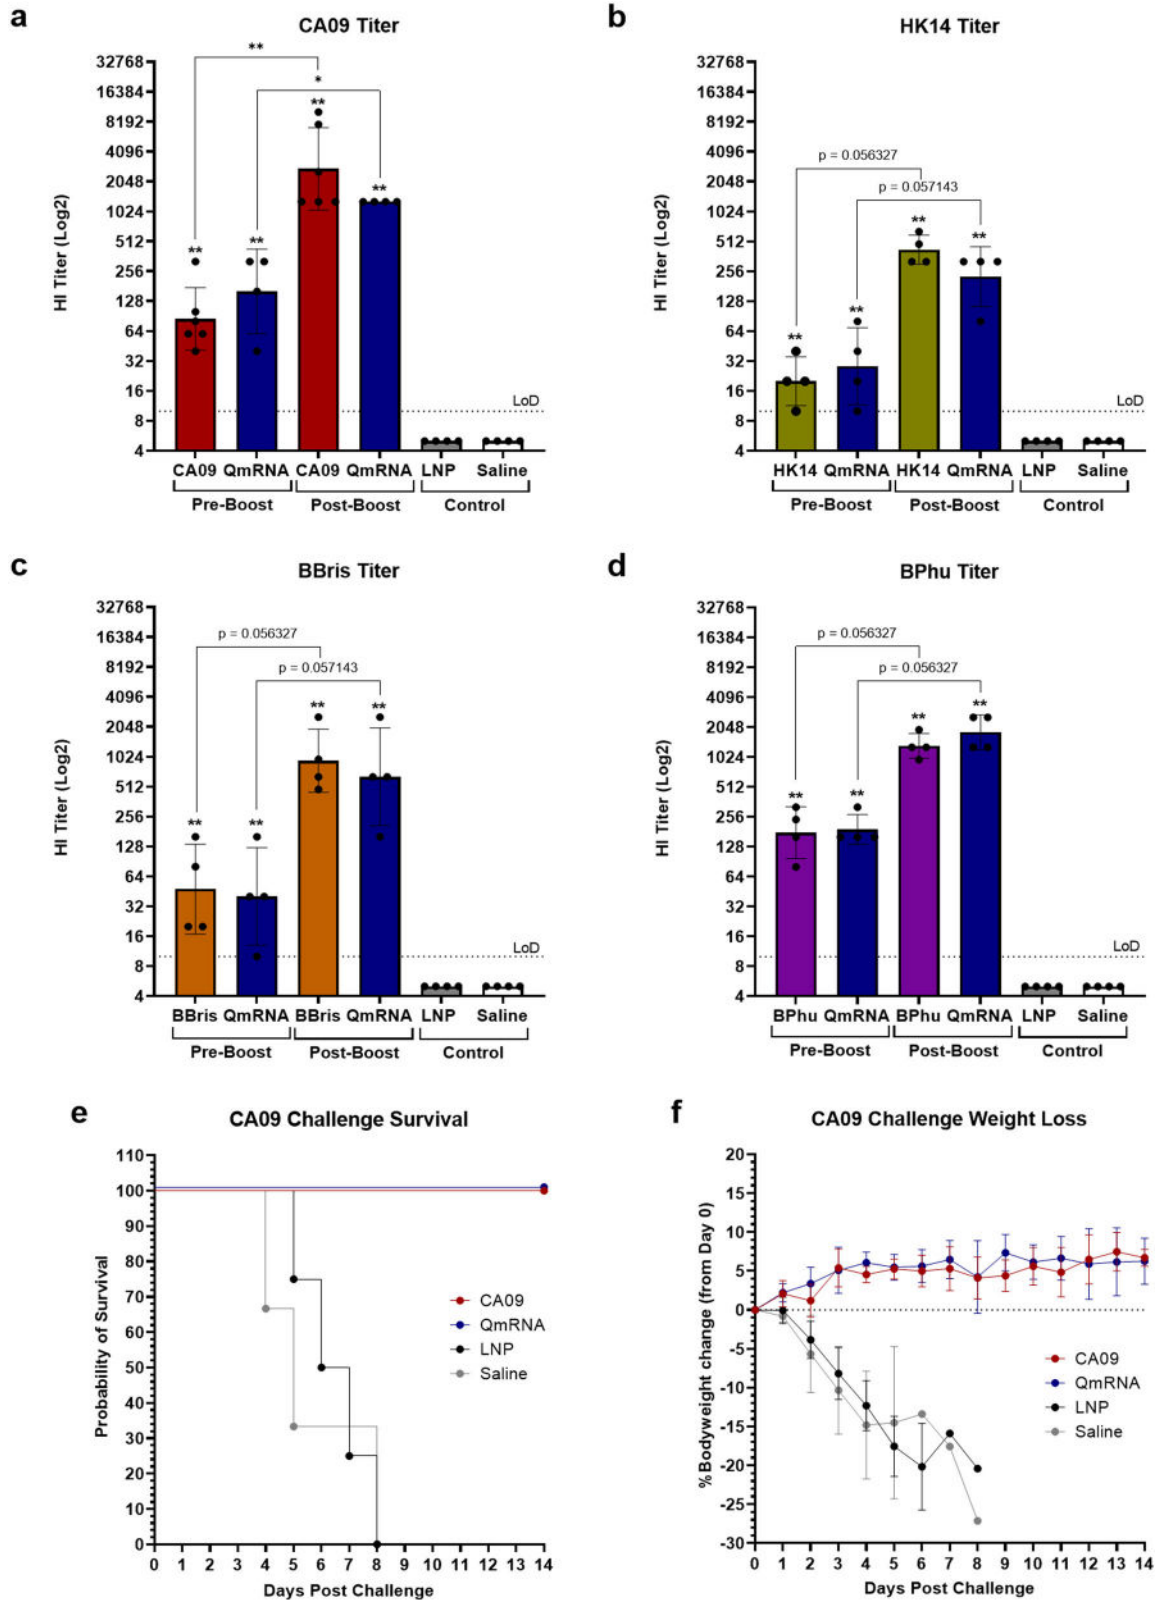 a
CA09 Titer
32768
16384
8192
4096
2048
1024
512
256
128
64
32
16
8
4
HI Titer (Log2)
**
*
**
**
**
**
LoD
CA09 QmRNA CA09 QmRNA LNP Saline
Pre-Boost Post-Boost Control
b
HK14 Titer
32768
16384
8192
4096
2048
1024
512
256
128
64
32
16
8
4
HI Titer (Log2)
p = 0.056327
p = 0.057143
**
**
**
**
LoD
HK14 QmRNA HK14 QmRNA LNP Saline
Pre-Boost Post-Boost Control
c
BBris Titer
32768
16384
8192
4096
2048
1024
512
256
128
64
32
16
8
4
HI Titer (Log2)
p = 0.056327
p = 0.057143
** **
** **
LoD
BBris QmRNA BBris QmRNA LNP Saline
Pre-Boost Post-Boost Control
d
BPhu Titer
32768
16384
8192
4096
2048
1024
512
256
128
64
32
16
8
4
HI Titer (Log2)
p = 0.056327
p = 0.056327
**
**
** **
LoD
BPhu QmRNA BPhu QmRNA LNP Saline
Pre-Boost Post-Boost Control
e
CA09 Challenge Survival
110
100
90
80
70
60
50
40
30
20
10
0
Probability of Survival
CA09
QmRNA
LNP
Saline
0 1 2 3 4 5 6 7 8 9 10 11 12 13 14
Days Post Challenge
f
CA09 Challenge Weight Loss
20
15
10
5
0
-5
-10
-15
-20
-25
-30
%Bodyweight change (from Day 0)
CA09
QmRNA
LNP
Saline
0 1 2 3 4 5 6 7 8 9 10 11 12 13 14
Days Post Challenge